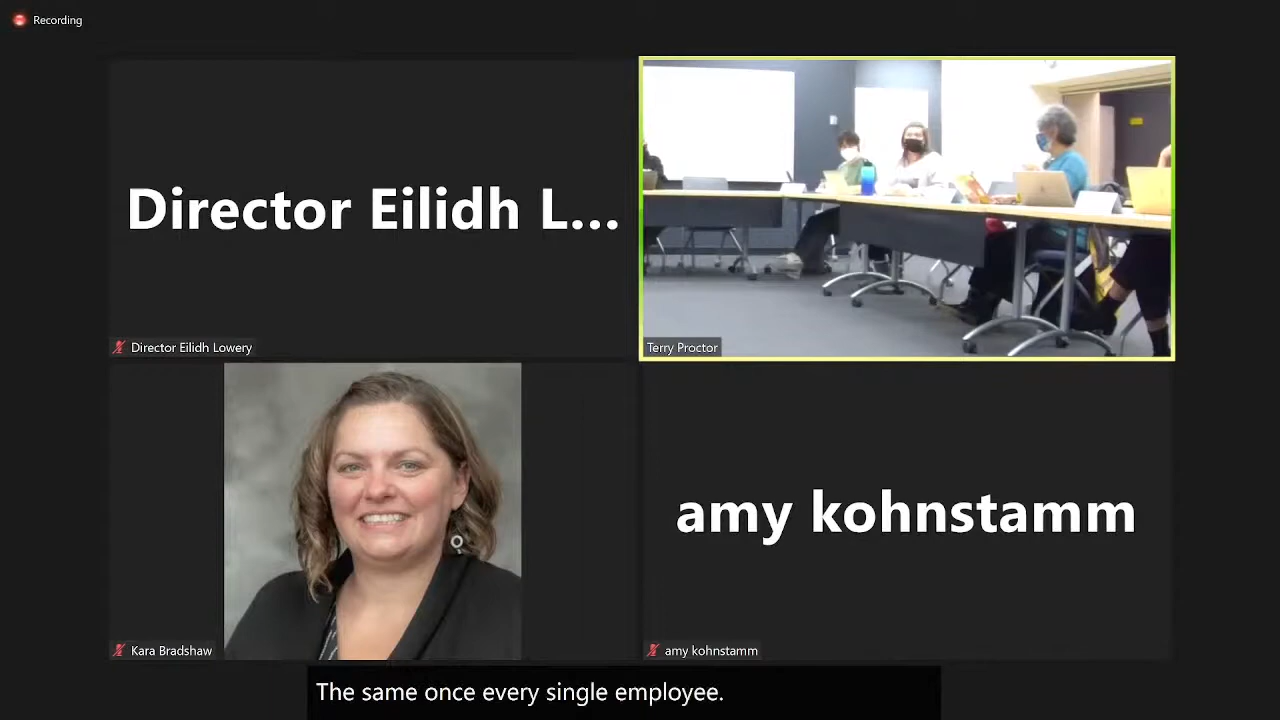 Recording
Director Eilidh L...
Director Eilidh Lowery
Terry Proctor
Kara Bradshaw
amy kohnstamm
amy kohnstamm
The same once every single employee.